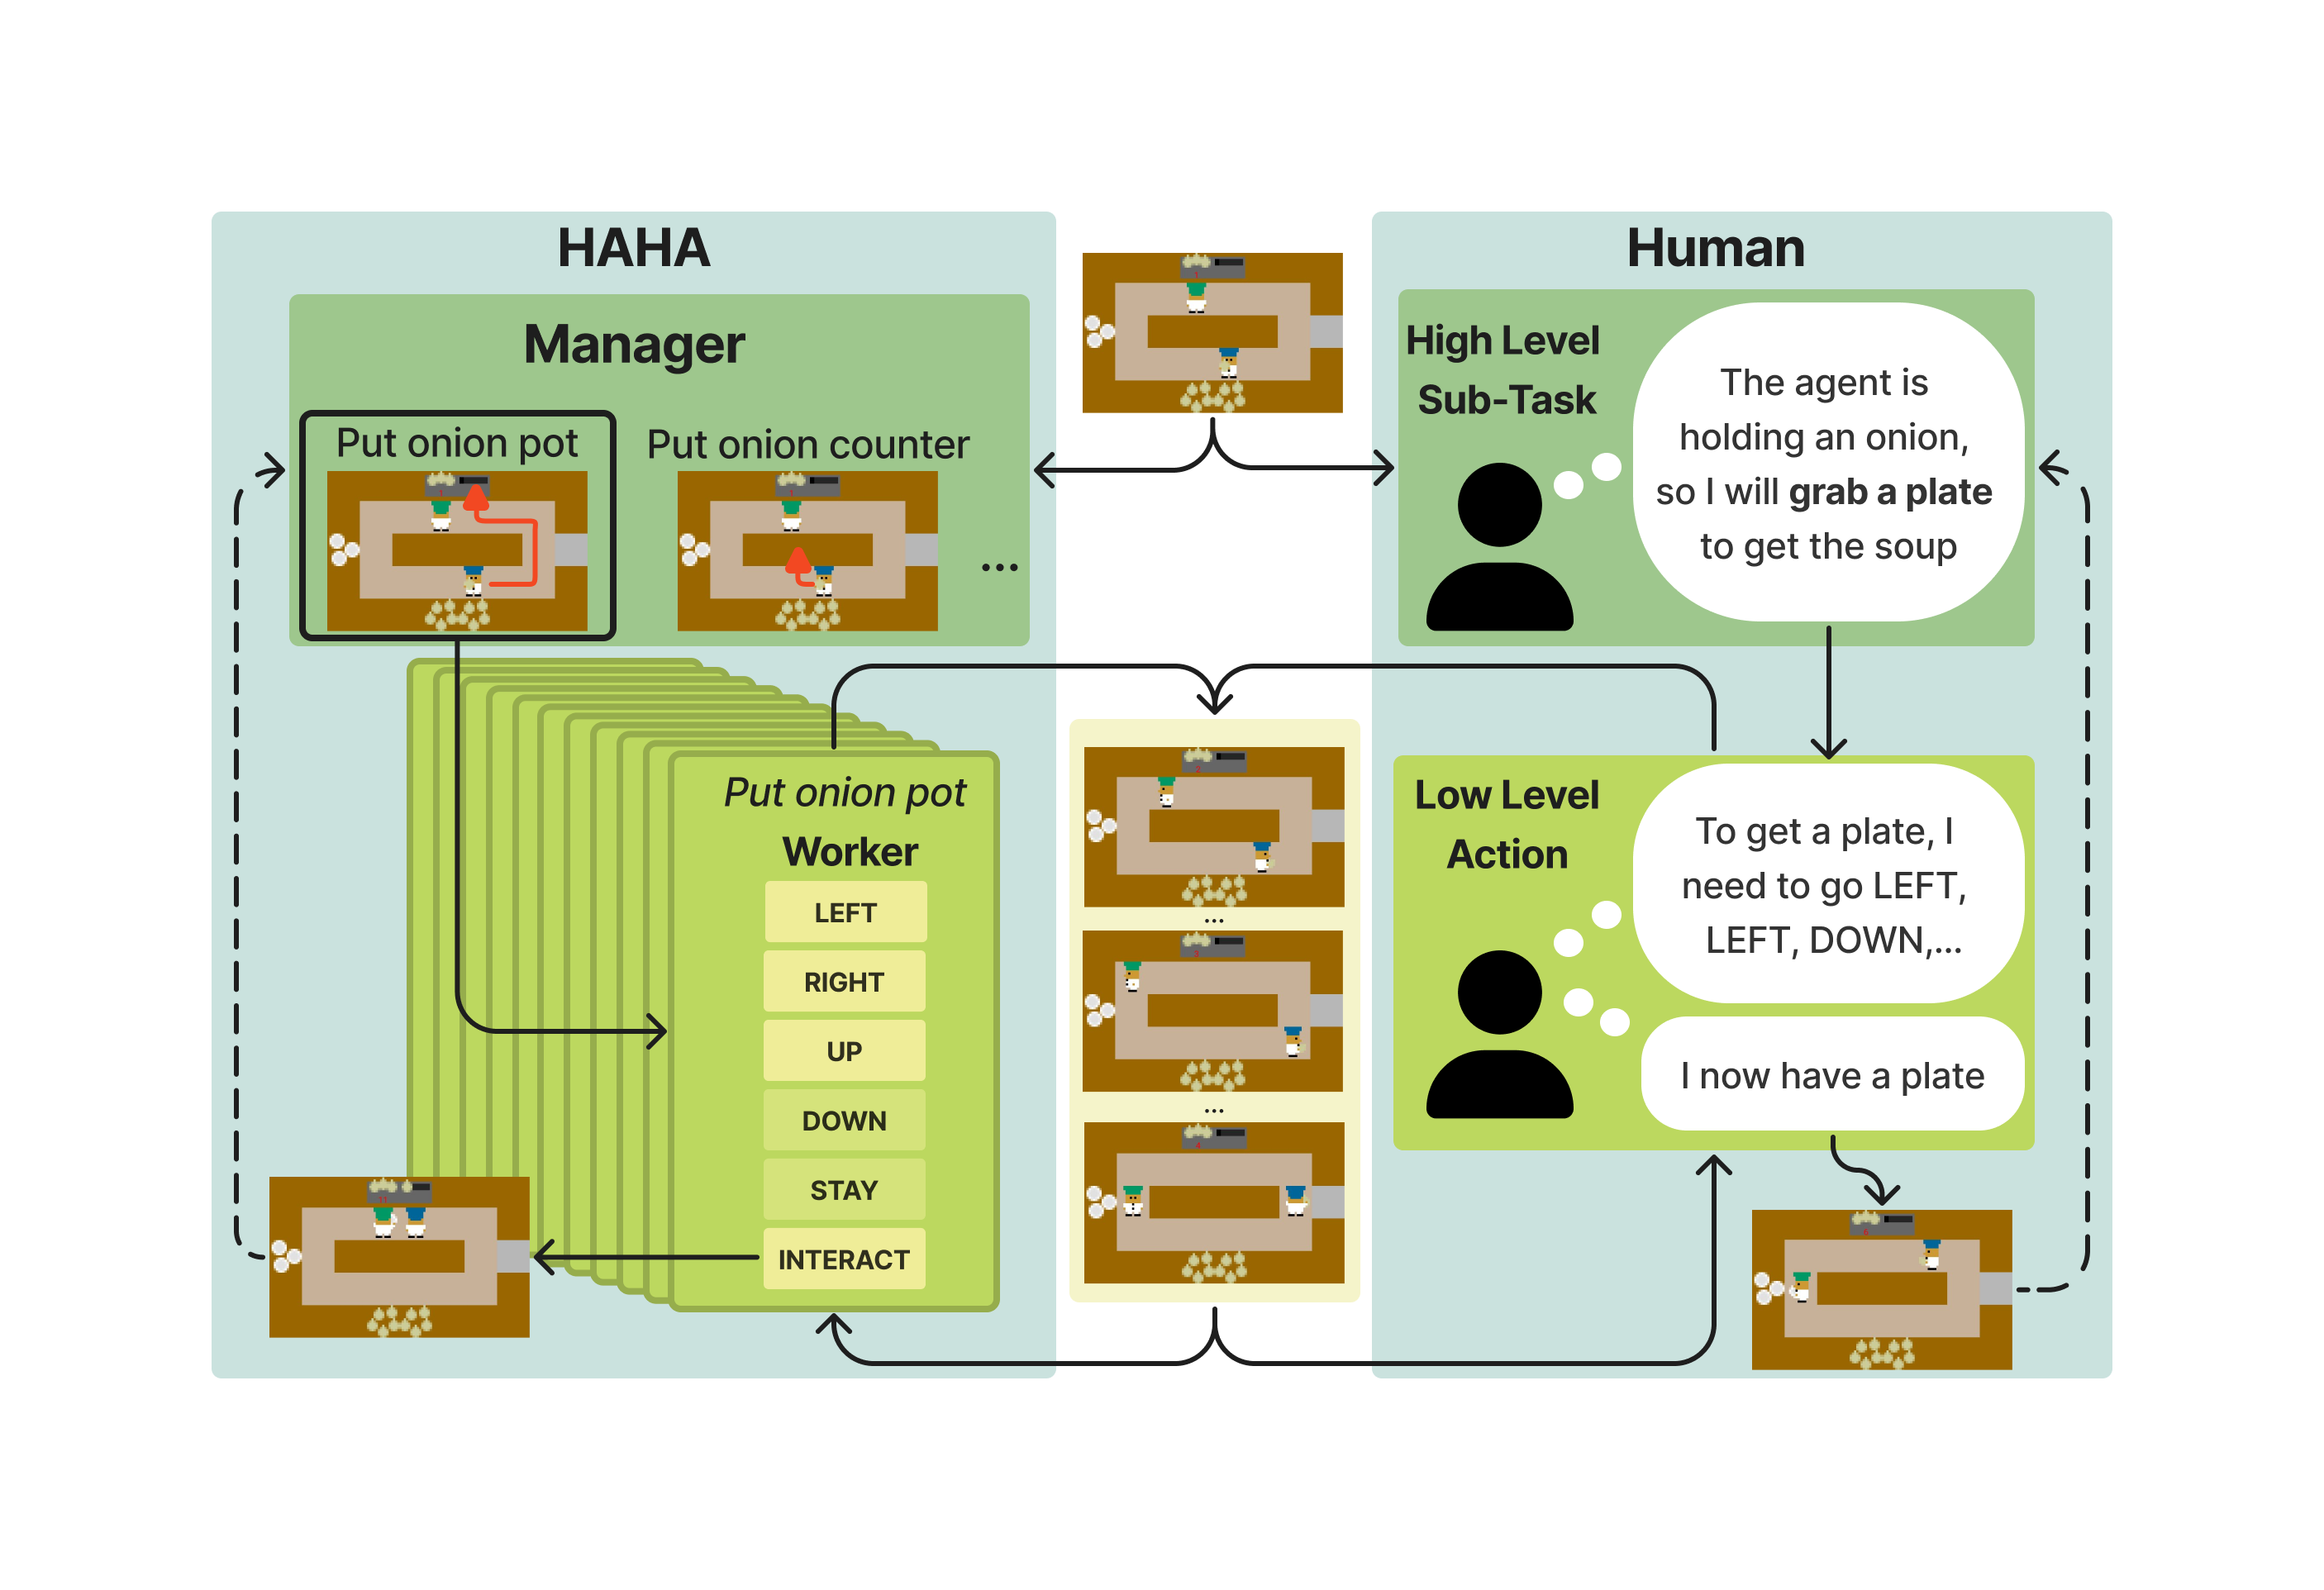 HAHA
Manager
Put onion pot
Put onion counter
...
Put onion pot
Worker
LEFT
RIGHT
UP
DOWN
STAY
INTERACT
...
...
Human
High Level
Sub-Task
The agent is
holding an onion,
so I will grab a plate
to get the soup
Low Level
Action
To get a plate, I
need to go LEFT,
LEFT, DOWN,...
I now have a plate